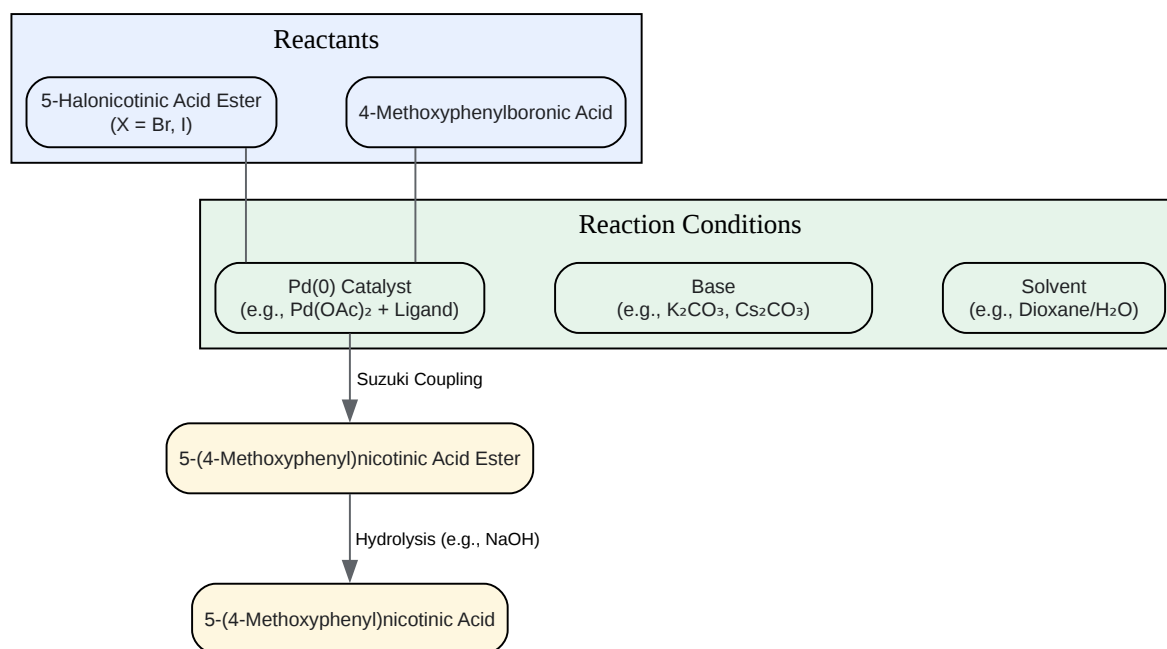 Reactants
5-Halonicotinic Acid Ester
(X = Br, I)
4-Methoxyphenylboronic Acid
Reaction Conditions
Pd(0) Catalyst
(e.g., Pd(OAc)₂ + Ligand)
Base
(e.g., K₂CO₃, Cs₂CO₃)
Solvent
(e.g., Dioxane/H₂O)
Suzuki Coupling
5-(4-Methoxyphenyl)nicotinic Acid Ester
Hydrolysis (e.g., NaOH)
5-(4-Methoxyphenyl)nicotinic Acid